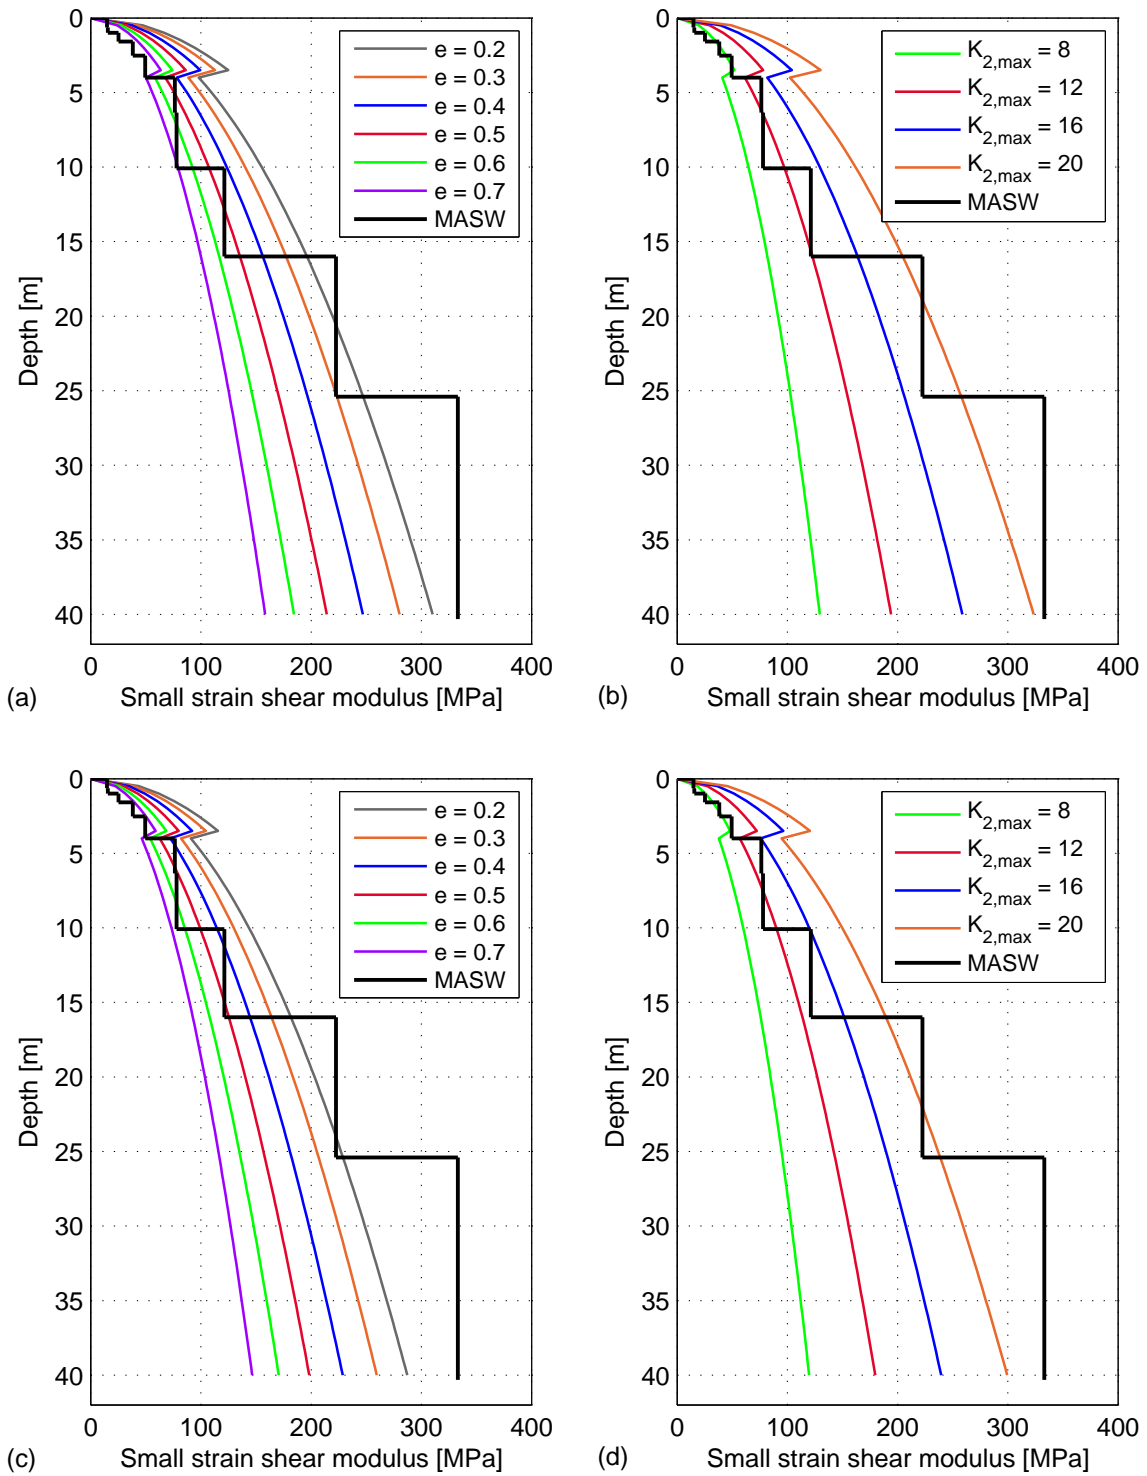 0
5
10
15
20
25
30
35
40
Depth [m]
0 100 200 300 400
Small strain shear modulus [MPa]
(a)
e = 0.2
e = 0.3
e = 0.4
e = 0.5
e = 0.6
e = 0.7
MASW
0
5
10
15
20
25
30
35
40
Depth [m]
0 100 200 300 400
Small strain shear modulus [MPa]
(b)
K2,max = 8
K2,max = 12
K2,max = 16
K2,max = 20
MASW
0
5
10
15
20
25
30
35
40
Depth [m]
0 100 200 300 400
Small strain shear modulus [MPa]
(c)
e = 0.2
e = 0.3
e = 0.4
e = 0.5
e = 0.6
e = 0.7
MASW
0
5
10
15
20
25
30
35
40
Depth [m]
0 100 200 300 400
Small strain shear modulus [MPa]
(d)
K2,max = 8
K2,max = 12
K2,max = 16
K2,max = 20
MASW